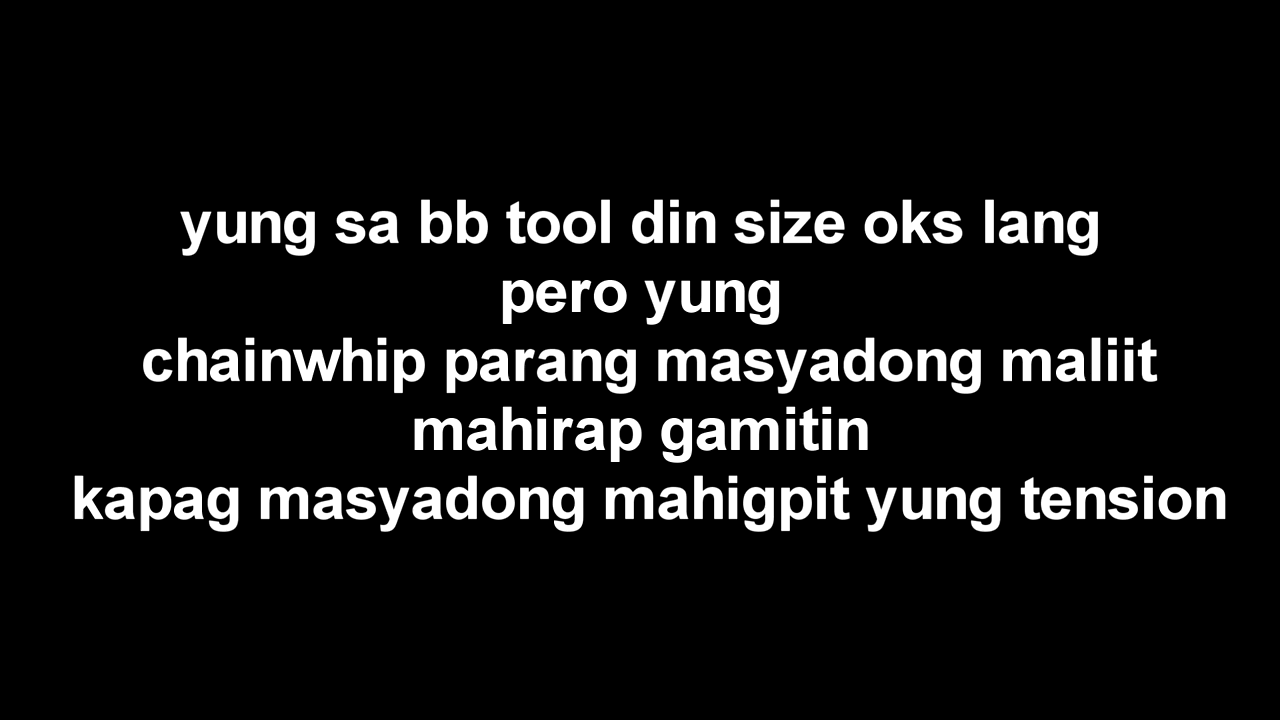 yung sa bb tool din size oks lang
pero yung
chainwhip parang masyadong maliit
mahirap gamitin
kapag masyadong mahigpit yung tension